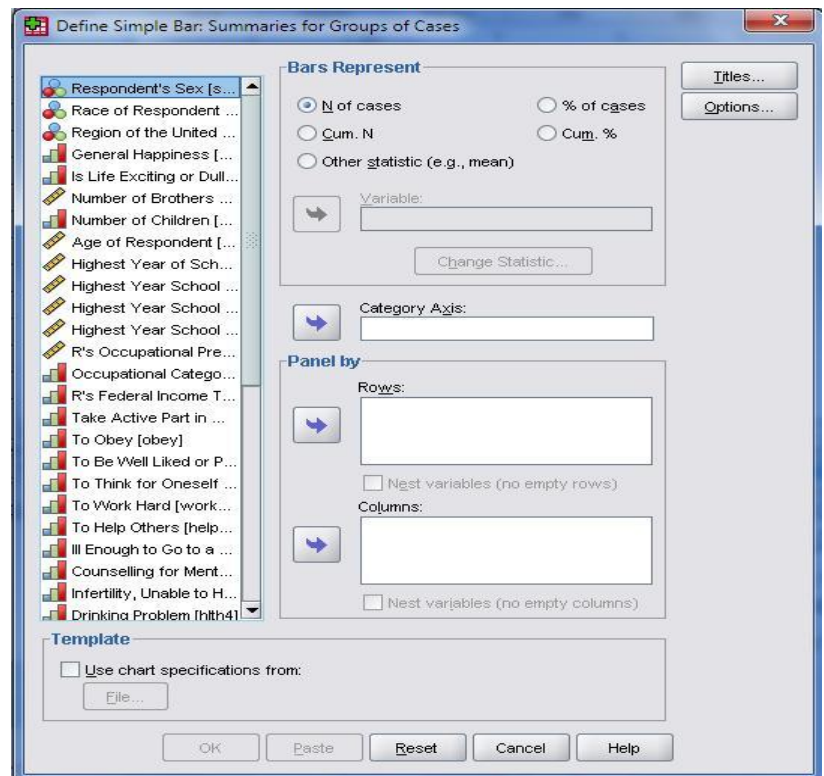 Define Simple Bar: Summaries for Groups of Cases
Respondent's Sex [s...
Race of Respondent ...
Region of the United ...
General Happiness [...
Is Life Exciting or Dull...
Number of Brothers ...
Number of Children [...
Age of Respondent [...
Highest Year of Sch...
Highest Year School ...
Highest Year School ...
Highest Year School ...
R's Occupational Pre...
Occupational Catego...
R's Federal Income T...
Take Active Part in ...
To Obey [obey]
To Be Well Liked or P...
To Think for Oneself ...
To Work Hard [work...
To Help Others [help...
Ill Enough to Go to a ...
Counselling for Ment...
Infertility, Unable to H...
Drinking Problem [hlth4]
Bars Represent
N of cases
% of cases
Cum. N
Cum. %
Other statistic (e.g., mean)
Variable:
Change Statistic...
Category Axis:
Panel by
Rows:
Nest variables (no empty rows)
Columns:
Nest variables (no empty columns)
Titles...
Options...
Template
Use chart specifications from:
File...
OK
Paste
Reset
Cancel
Help